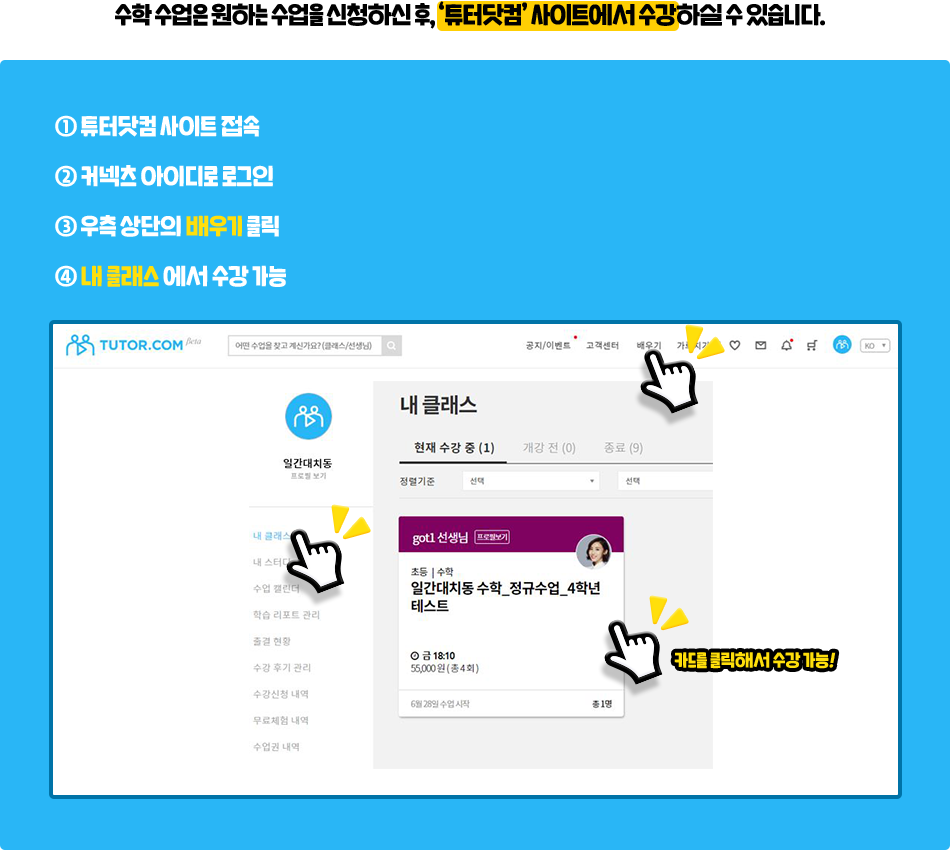 수학 수업은 원하는 수업을 신청하신 후, ‘튜터닷컴’ 사이트에서 수강하실 수 있습니다.
① 튜터닷컴 사이트 접속
② 커넥츠 아이디로 로그인
③ 우측 상단의 배우기 클릭
④ 내 클래스 에서 수강 가능
TUTOR.COM Beta
어떤 수업을 찾고 계신가요? (클래스/선생님)
공지/이벤트 고객센터 배우기
KO
내 클래스
현재 수강 중 (1) 개강 전 (0) 종료 (9)
정렬기준 선택 선택
일간대치동
프로필 보기
내 클래스
내 스터디
수업 캘린더
학습 리포트 관리
출결 현황
수강 후기 관리
수강신청 내역
무료체험 내역
수업권 내역
got1 선생님 프로필보기
초등 | 수학
일간대치동 수학_정규수업_4학년
테스트
금 18:10
55,000원 (총 4회)
6월 28일 수업 시작 총 1명
카드를 클릭해서 수강 가능!